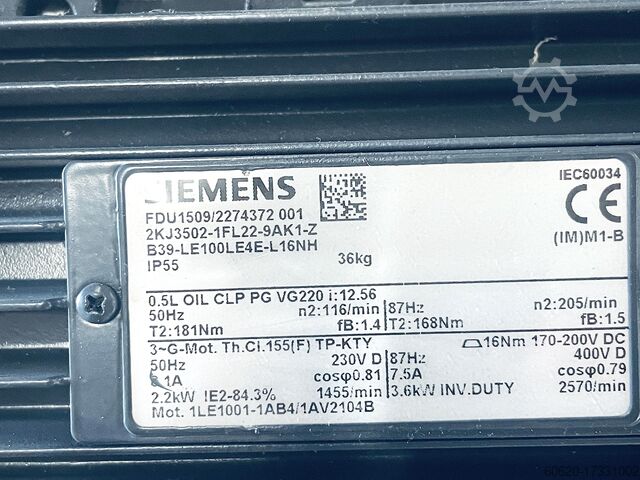 SIEMENS
IEC60034
FDU1509/2274372 001
2KJ3502-1FL22-9AK1-Z
B39-LE100LE4E-L16NH
(IM)M1-B
IP55 36kg
0.5L OIL CLP PG VG220 i:12.56
50Hz n2:116/min 87Hz n2:205/min
T2:181Nm fB:1.4 T2:168Nm fB:1.5
3~G-Mot. Th.Cl.155(F) TP-KTY 16Nm 170-200V DC
50Hz 230V D 87Hz 400V D
.1A cosφ0.81 7.5A cosφ0.79
2.2kW IE2-84.3% 1455/min 3.6kW INV.DUTY 2570/min
Mot. 1LE1001-1AB4/1AV2104B
60620-17331002